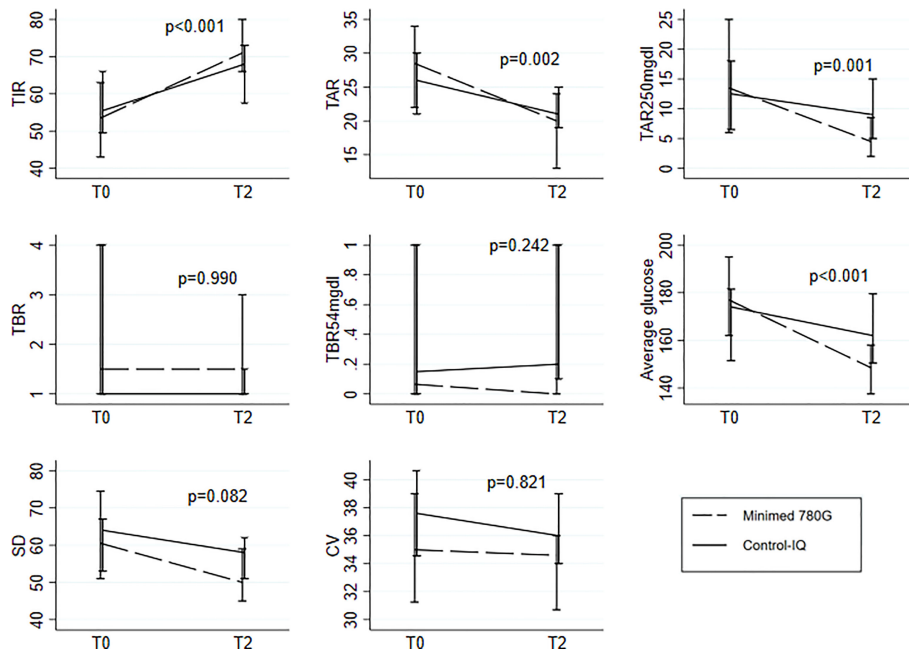 p<0.001
TIR
80
70
60
50
40
T0 T2
p=0.002
TAR
35
30
25
20
15
T0 T2
p=0.001
TAR250mgdl
25
20
15
10
5
0
T0 T2
p=0.990
TBR
4
3
2
1
T0 T2
p=0.242
TBR54mgdl
1
.8
.6
.4
.2
0
T0 T2
p<0.001
Average glucose
200
180
160
140
T0 T2
p=0.082
SD
80
70
60
50
40
T0 T2
p=0.821
CV
40
38
36
34
32
30
T0 T2
Minimed 780G
Control-IQ